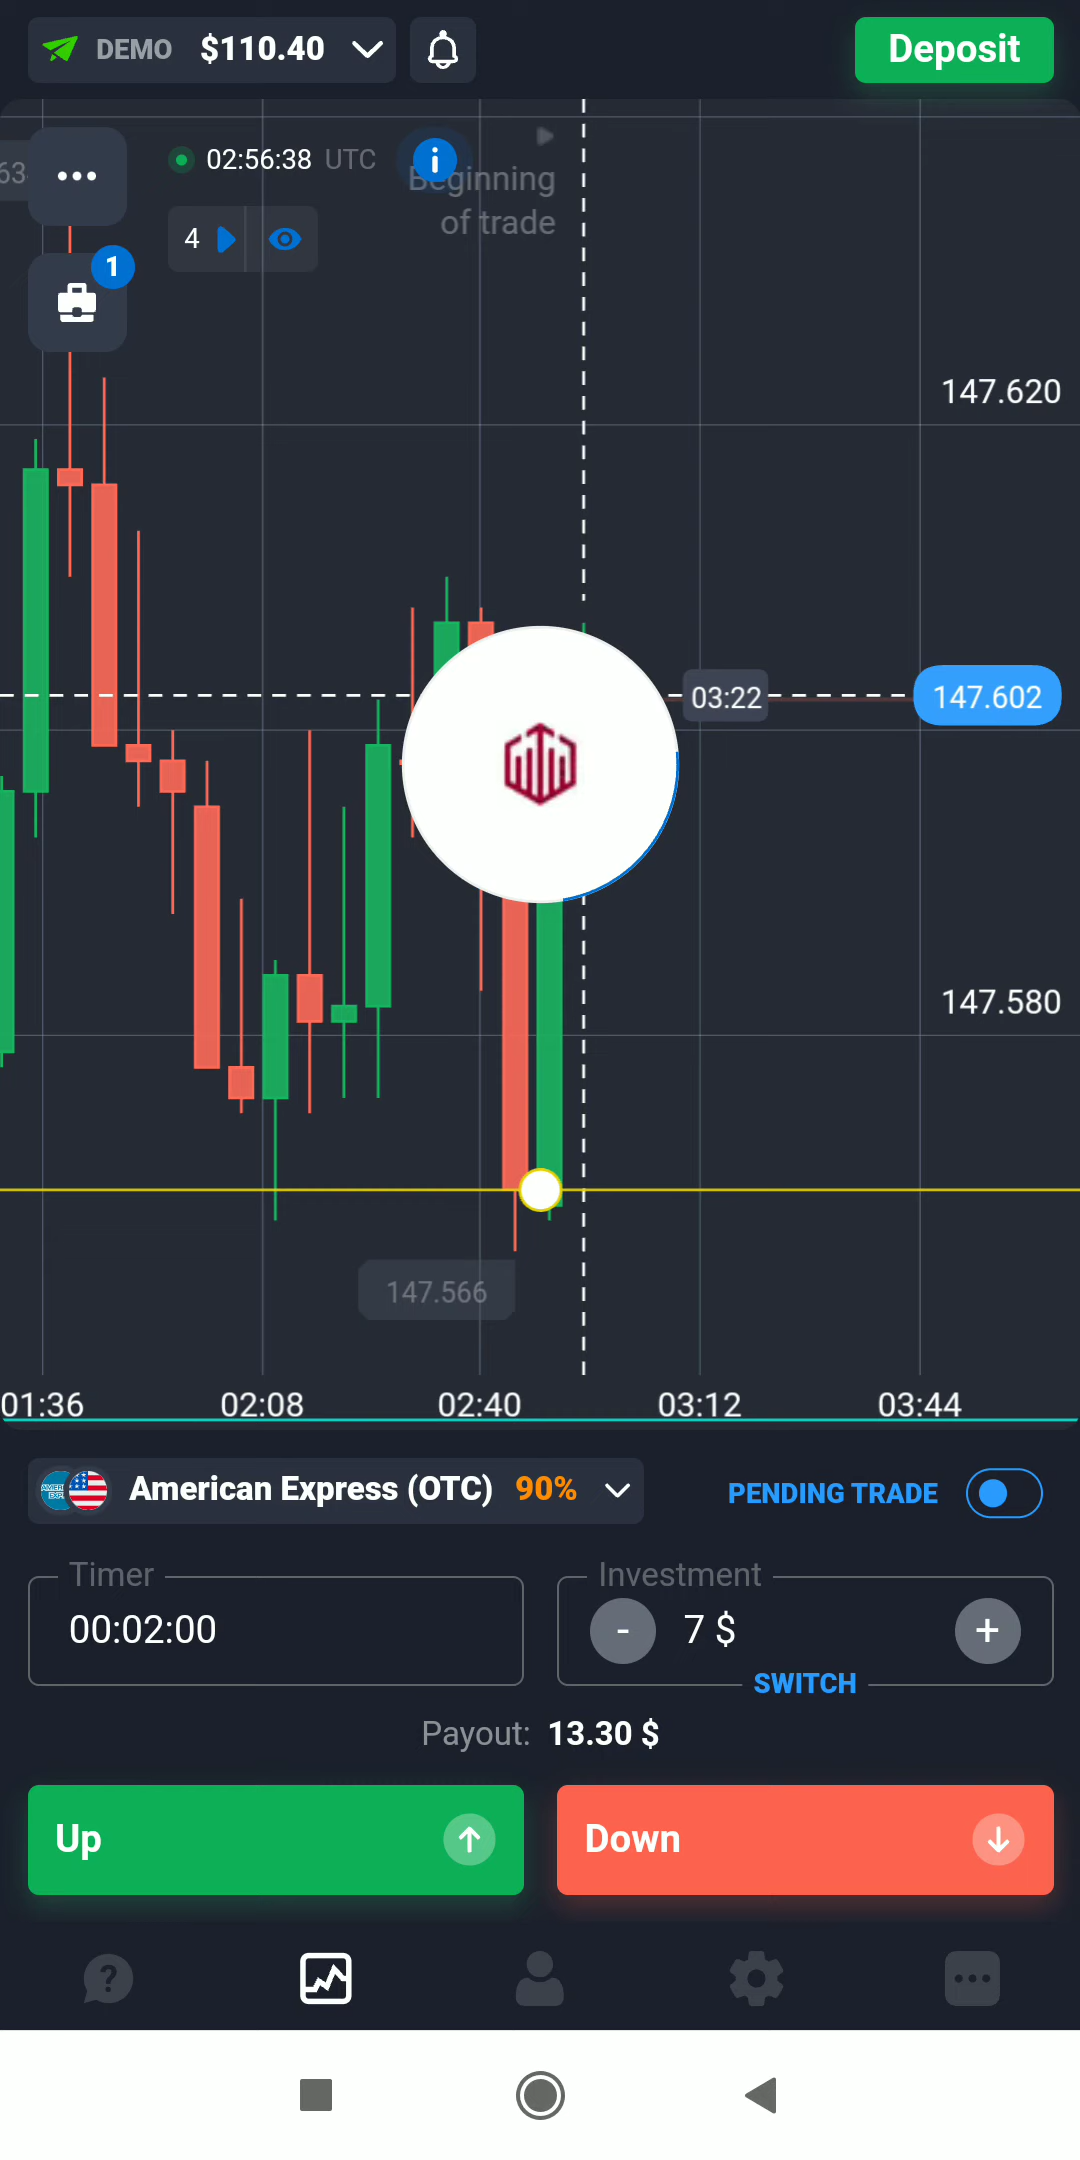 DEMO $110.40
Deposit
63
02:56:38 UTC
Beginning
of trade
4
1
147.620
03:22
147.602
147.580
147.566
01:36 02:08 02:40 03:12 03:44
American Express (OTC) 90%
PENDING TRADE
Timer
00:02:00
Investment
- 7 $ +
SWITCH
Payout: 13.30 $
Up
Down